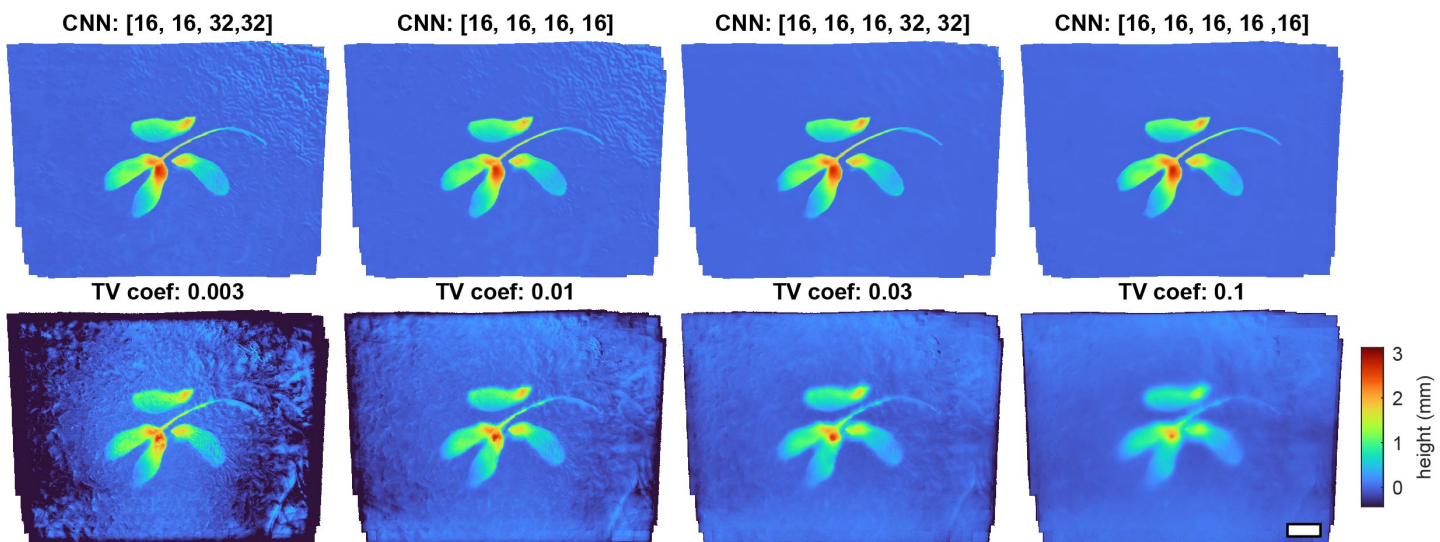 CNN: [16, 16, 32,32]
CNN: [16, 16, 16, 16]
CNN: [16, 16, 16, 32, 32]
CNN: [16, 16, 16, 16 ,16]
TV coef: 0.003
TV coef: 0.01
TV coef: 0.03
TV coef: 0.1
3
2
1
0
height (mm)